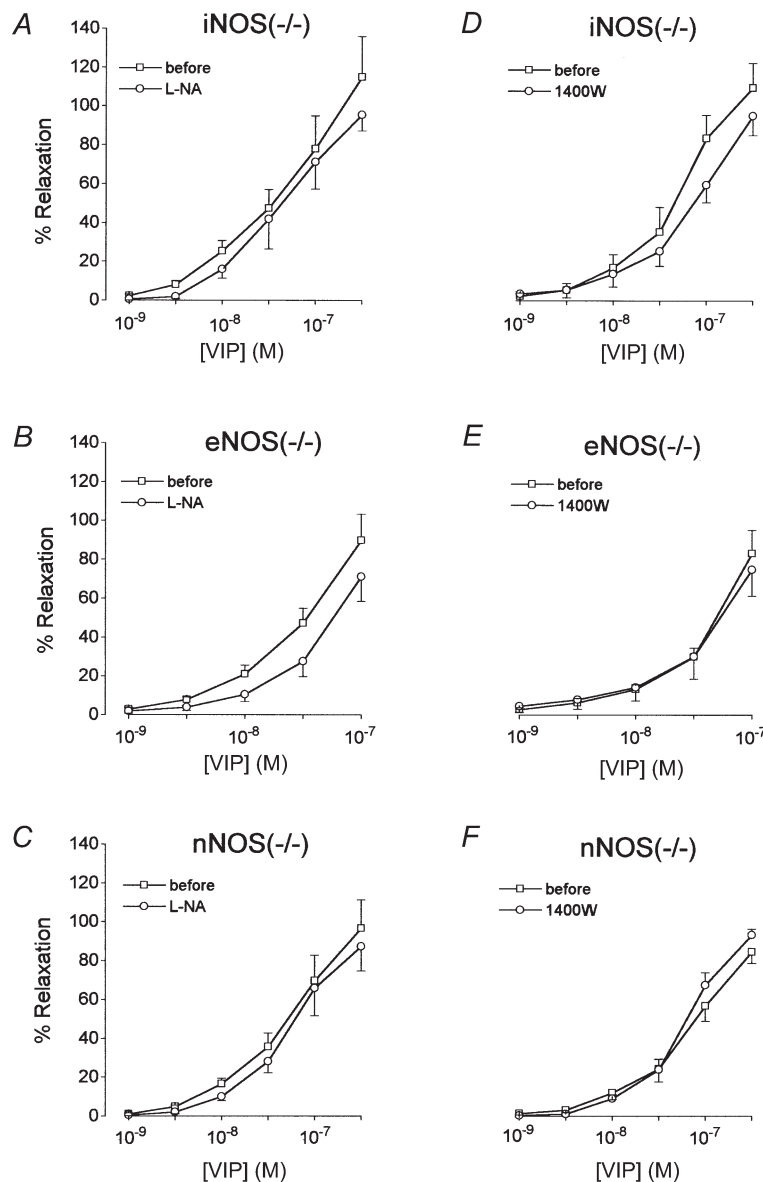 A
iNOS(-/-)
140
120
100
80
60
40
20
0
% Relaxation
before
L-NA
10-9
10-8
10-7
[VIP] (M)
D
iNOS(-/-)
before
1400W
10-9
10-8
10-7
[VIP] (M)
B
eNOS(-/-)
140
120
100
80
60
40
20
0
% Relaxation
before
L-NA
10-9
10-8
10-7
[VIP] (M)
E
eNOS(-/-)
before
1400W
10-9
10-8
10-7
[VIP] (M)
C
nNOS(-/-)
140
120
100
80
60
40
20
0
% Relaxation
before
L-NA
10-9
10-8
10-7
[VIP] (M)
F
nNOS(-/-)
before
1400W
10-9
10-8
10-7
[VIP] (M)